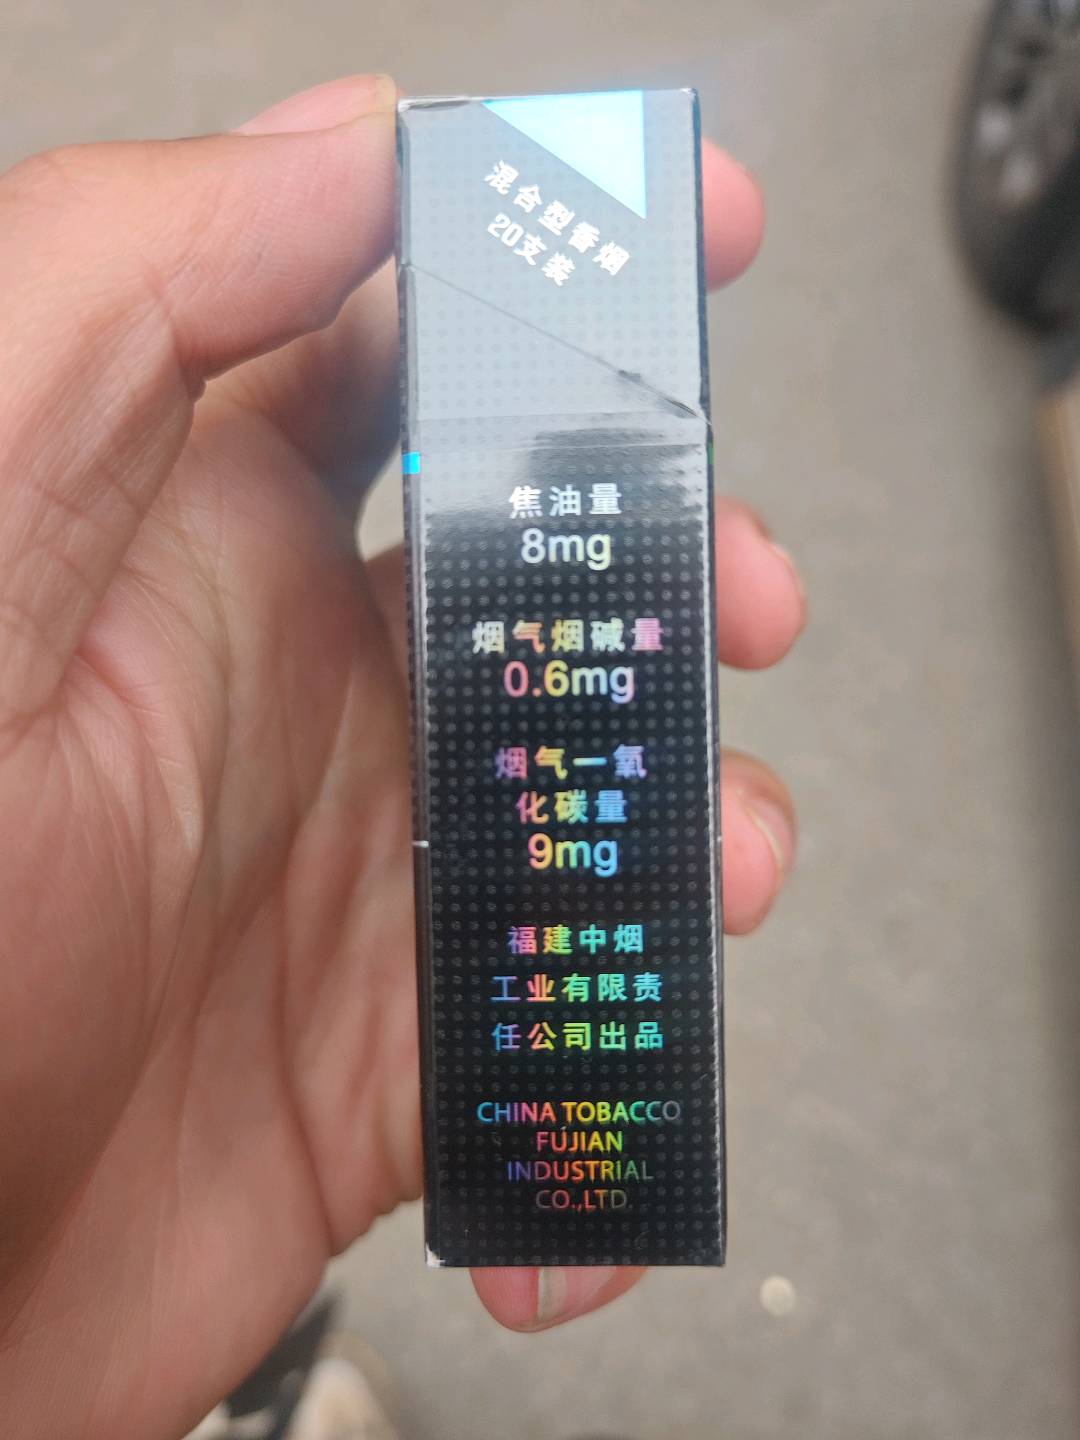 混合型香烟
20支装
焦油量
8mg
烟气烟碱量
0.6mg
烟气一氧
化碳量
9mg
福建中烟
工业有限责
任公司出品
CHINA TOBACCO
FUJIAN
INDUSTRIAL
CO.,LTD.